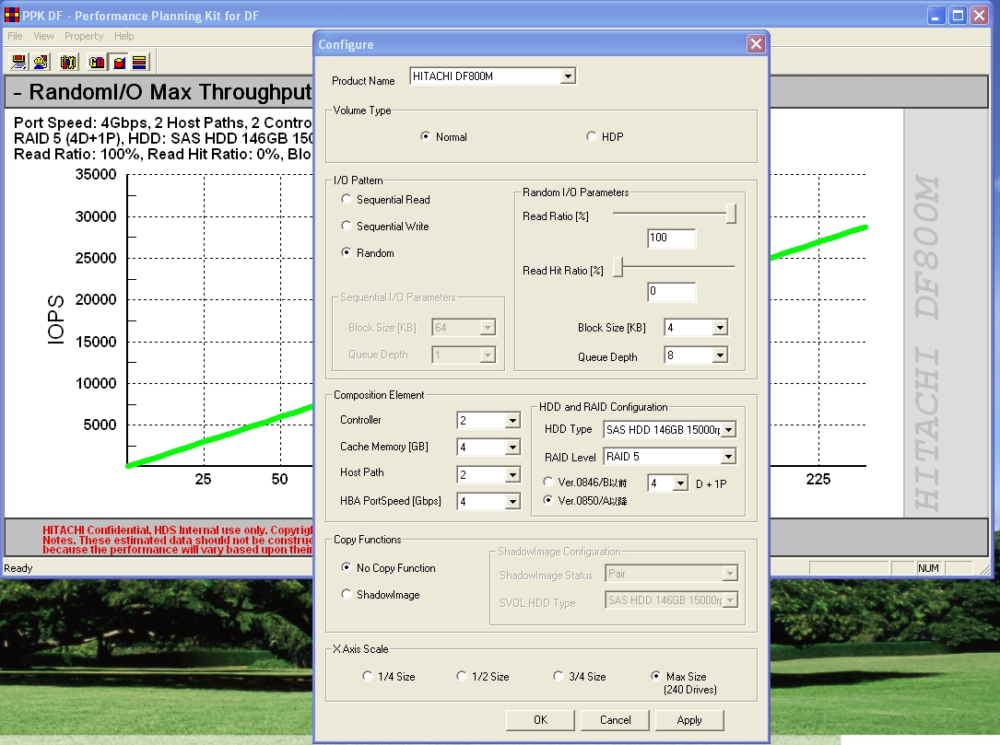 PPK DF - Performance Planning Kit for DF
File View Property Help
- RandomI/O Max Throughput
Port Speed: 4Gbps, 2 Host Paths, 2 Contro
RAID 5 (4D+1P), HDD: SAS HDD 146GB 150
Read Ratio: 100%, Read Hit Ratio: 0%, Blo
35000
30000
25000
20000
15000
10000
5000
IOPS
25 50 225
HITACHI DF800M
HITACHI DF800M
HITACHI Confidential, HDS Internal use only. Copyrig
Notes. These estimated data should not be construe
because the performance will vary based upon their
Ready
NUM
Configure
Product Name HITACHI DF800M
Volume Type
Normal HDP
I/O Pattern
Sequential Read
Sequential Write
Random
Sequential I/O Parameters
Block Size [KB] 64
Queue Depth 1
Random I/O Parameters
Read Ratio [%]
100
Read Hit Ratio [%]
0
Block Size [KB] 4
Queue Depth 8
Composition Element
Controller 2
Cache Memory [GB] 4
Host Path 2
HBA PortSpeed [Gbps] 4
HDD and RAID Configuration
HDD Type SAS HDD 146GB 15000rp
RAID Level RAID 5
Ver.0846/B以前 4 D + 1P
Ver.0850/A以降
Copy Functions
No Copy Function
ShadowImage
ShadowImage Configuration
ShadowImage Status Pair
SVOL HDD Type SAS HDD 146GB 15000rp
X Axis Scale
1/4 Size 1/2 Size 3/4 Size Max Size
(240 Drives)
OK Cancel Apply